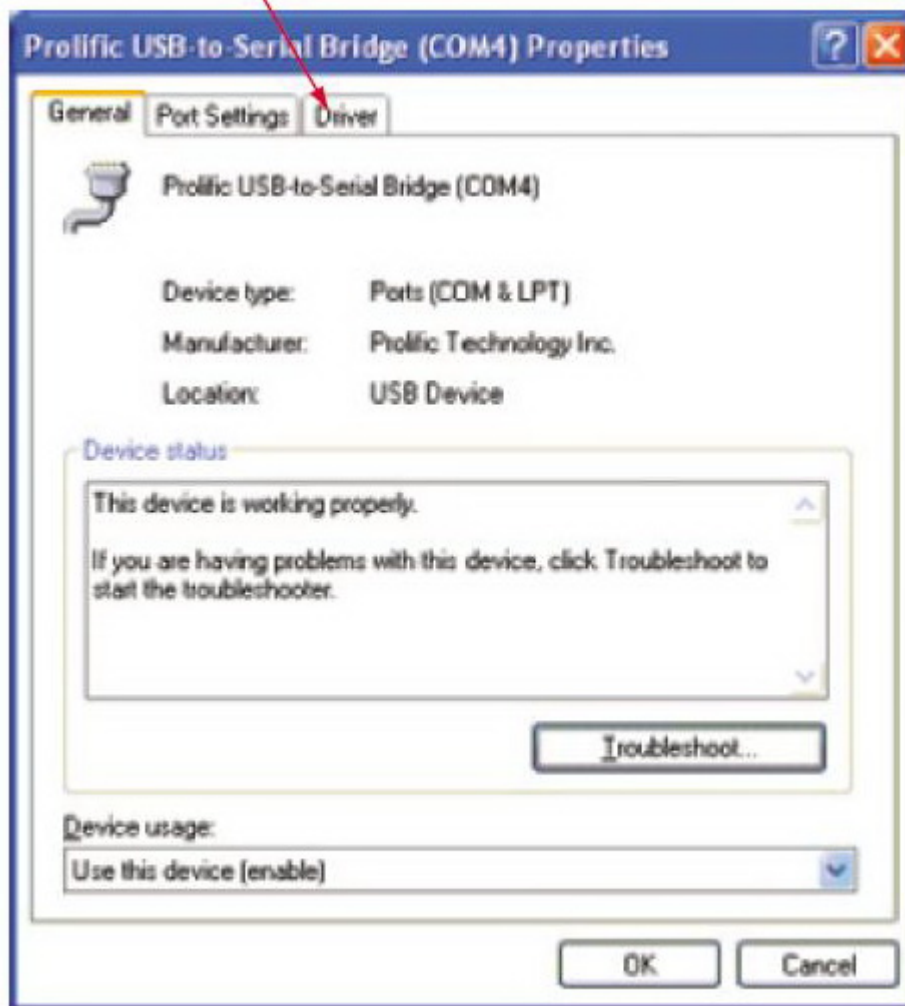 Prolific USB-to-Serial Bridge (COM4) Properties
General Port Settings Driver
Prolific USB-to-Serial Bridge (COM4)
Device type: Ports (COM & LPT)
Manufacturer: Prolific Technology Inc.
Location: USB Device
Device status
This device is working properly.
If you are having problems with this device, click Troubleshoot to
start the troubleshooter.
Troubleshoot...
Device usage:
Use this device (enable)
OK Cancel